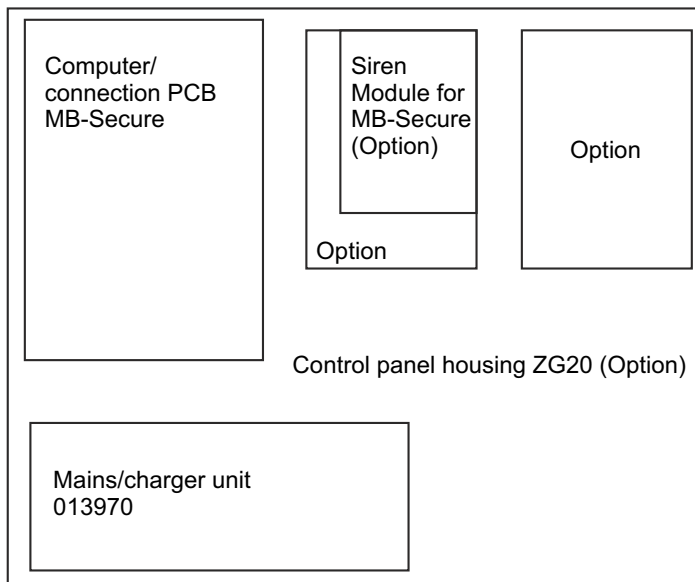 Computer/
connection PCB
MB-Secure
Siren
Module for
MB-Secure
(Option)
Option
Option
Control panel housing ZG20 (Option)
Mains/charger unit
013970